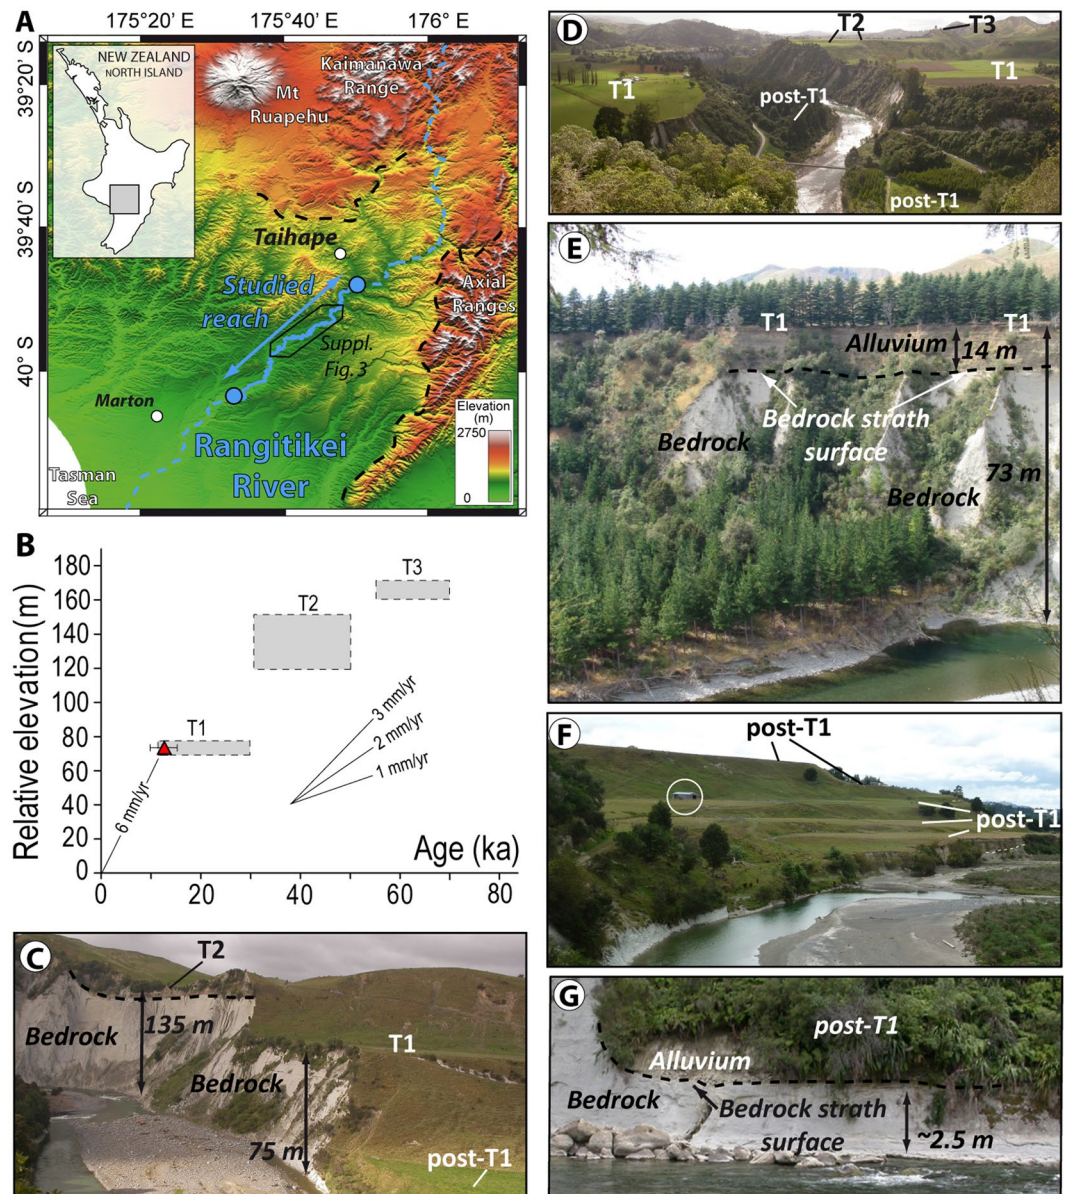 A
175°20' E
175°40' E
176° E
39°20' S
39°40' S
40° S
NEW ZEALAND
NORTH ISLAND
Mt
Ruapehu
Kaimanawa
Range
Taihape
Studied
reach
Axial
Ranges
Suppl.
Fig. 3
Marton
Rangitikei
River
Tasman
Sea
Elevation
(m)
2750
0
B
Relative elevation(m)
180
160
140
120
100
80
60
40
20
0
T3
T2
T1
6 mm/yr
3 mm/yr
2 mm/yr
1 mm/yr
Age (ka)
0
20
40
60
80
C
T2
Bedrock
135 m
Bedrock
T1
75 m
post-T1
D
T2
T3
T1
T1
post-T1
post-T1
E
T1
T1
Alluvium
14 m
Bedrock strath
surface
Bedrock
Bedrock
73 m
F
post-T1
post-T1
G
post-T1
Alluvium
Bedrock
Bedrock strath
surface
~2.5 m